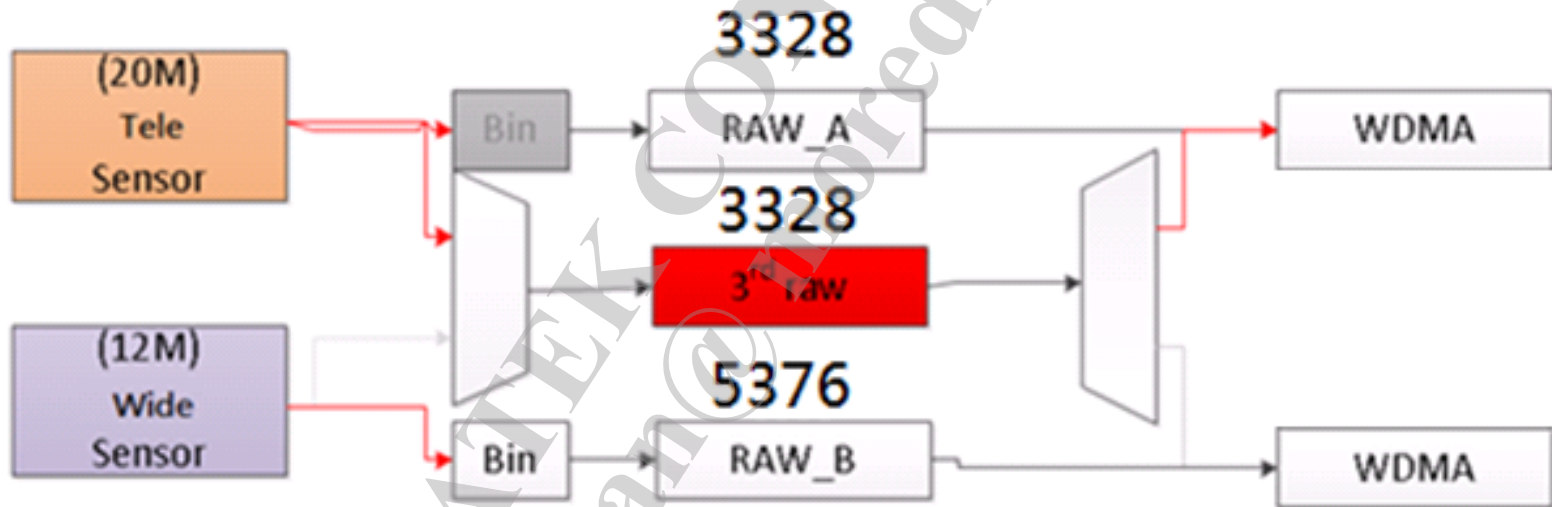 3328
(20M)
Tele
Sensor
Bin
RAW_A
WDMA
3328
3rd raw
(12M)
Wide
Sensor
5376
Bin
RAW_B
WDMA